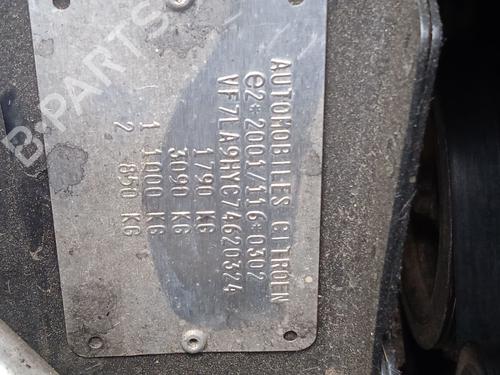 AUTOMOBILES CITROEN
e2*2001/116*0302
VF7LA9HYC74620324
1790 KG
3090 KG
1 1000 KG
2 850 KG
B-PARTS